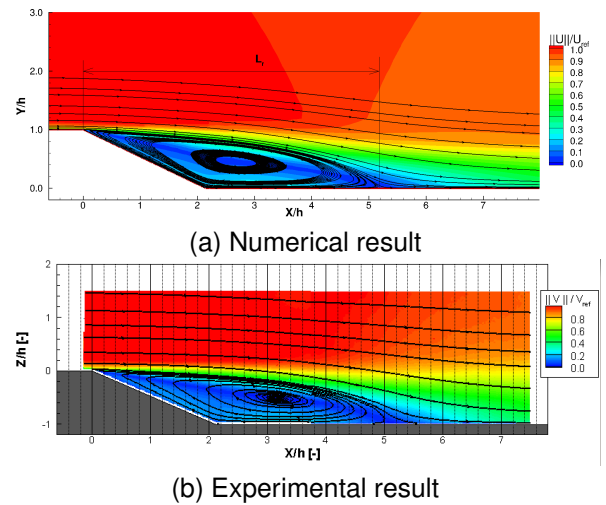 3.0
2.0
1.0
0.0
Y/h
0 1 2 3 4 5 6 7
X/h
||U||/U_ref
1.0
0.9
0.8
0.7
0.6
0.5
0.4
0.3
0.2
0.1
0.0
(a) Numerical result
2
1
0
-1
Z/h [-]
0 1 2 3 4 5 6 7
X/h [-]
||V||/V_ref
0.8
0.6
0.4
0.2
0.0
(b) Experimental result